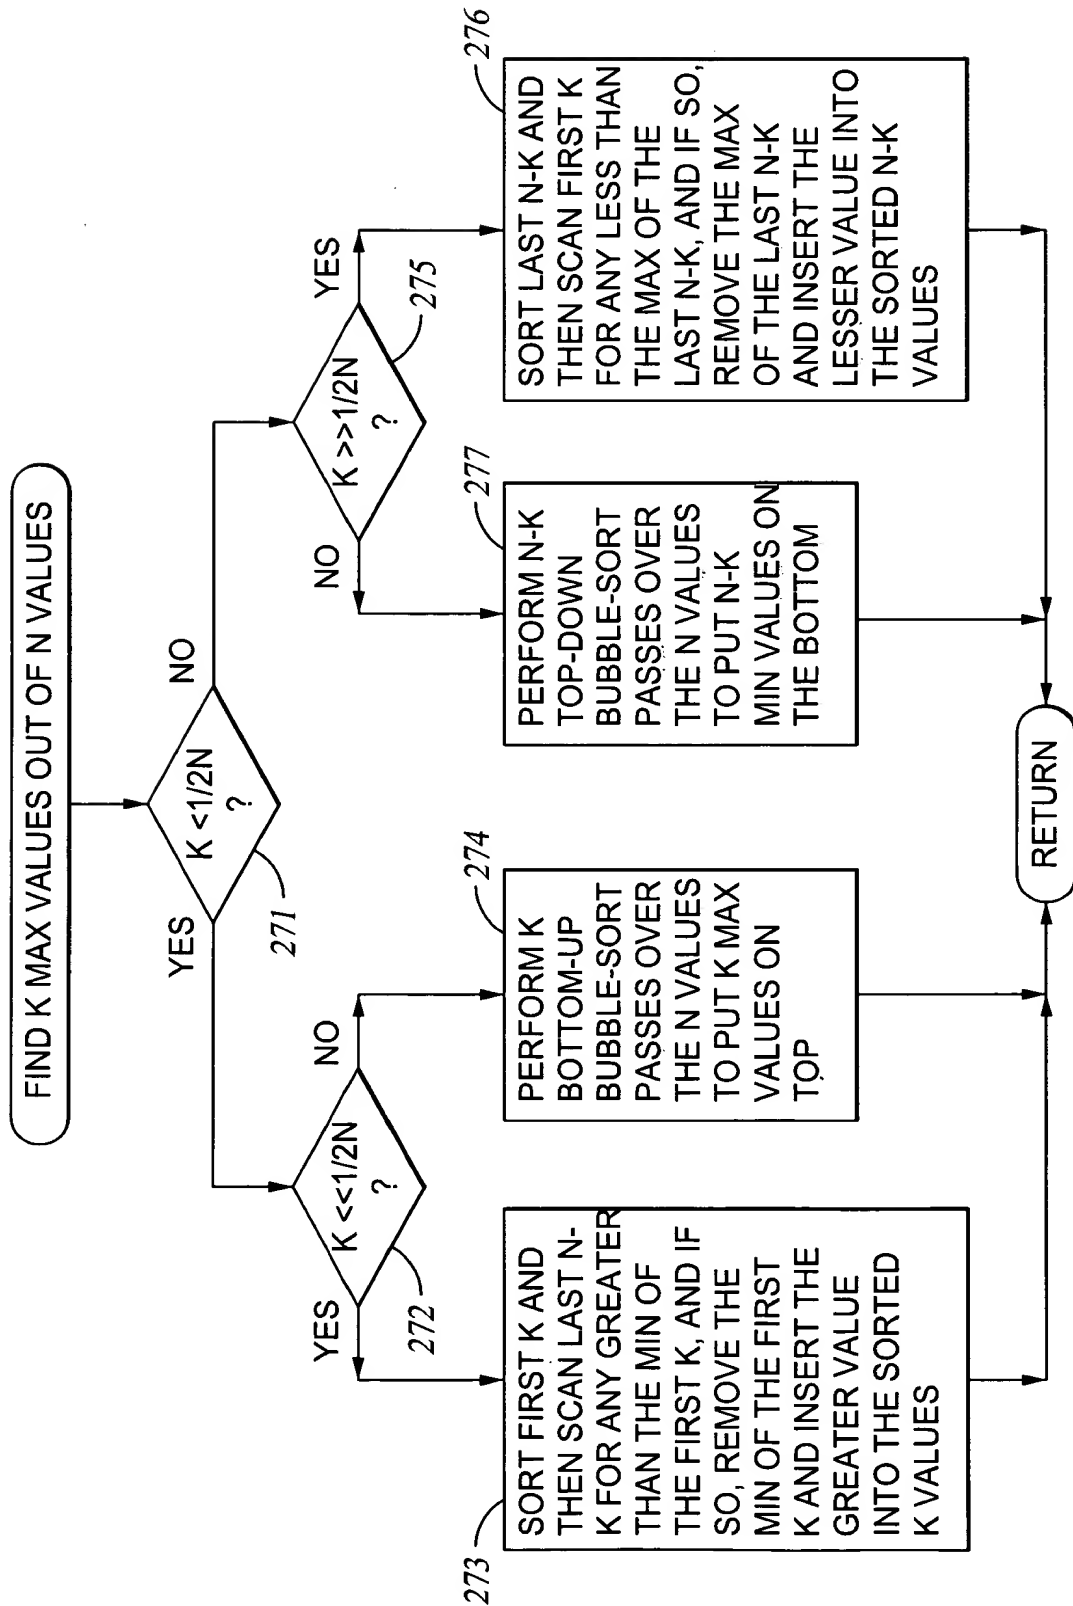 FIND K MAX VALUES OUT OF N VALUES
K <1/2N
?
271
YES
NO
K <<1/2N
?
272
YES
NO
K >>1/2N
?
275
NO
YES
273
SORT FIRST K AND
THEN SCAN LAST N-
K FOR ANY GREATER
THAN THE MIN OF
THE FIRST K, AND IF
SO, REMOVE THE
MIN OF THE FIRST
K AND INSERT THE
GREATER VALUE
INTO THE SORTED
K VALUES
274
PERFORM K
BOTTOM-UP
BUBBLE-SORT
PASSES OVER
THE N VALUES
TO PUT K MAX
VALUES ON
TOP
277
PERFORM N-K
TOP-DOWN
BUBBLE-SORT
PASSES OVER
THE N VALUES
TO PUT N-K
MIN VALUES ON
THE BOTTOM
276
SORT LAST N-K AND
THEN SCAN FIRST K
FOR ANY LESS THAN
THE MAX OF THE
LAST N-K, AND IF SO,
REMOVE THE MAX
OF THE LAST N-K
AND INSERT THE
LESSER VALUE INTO
THE SORTED N-K
VALUES
RETURN